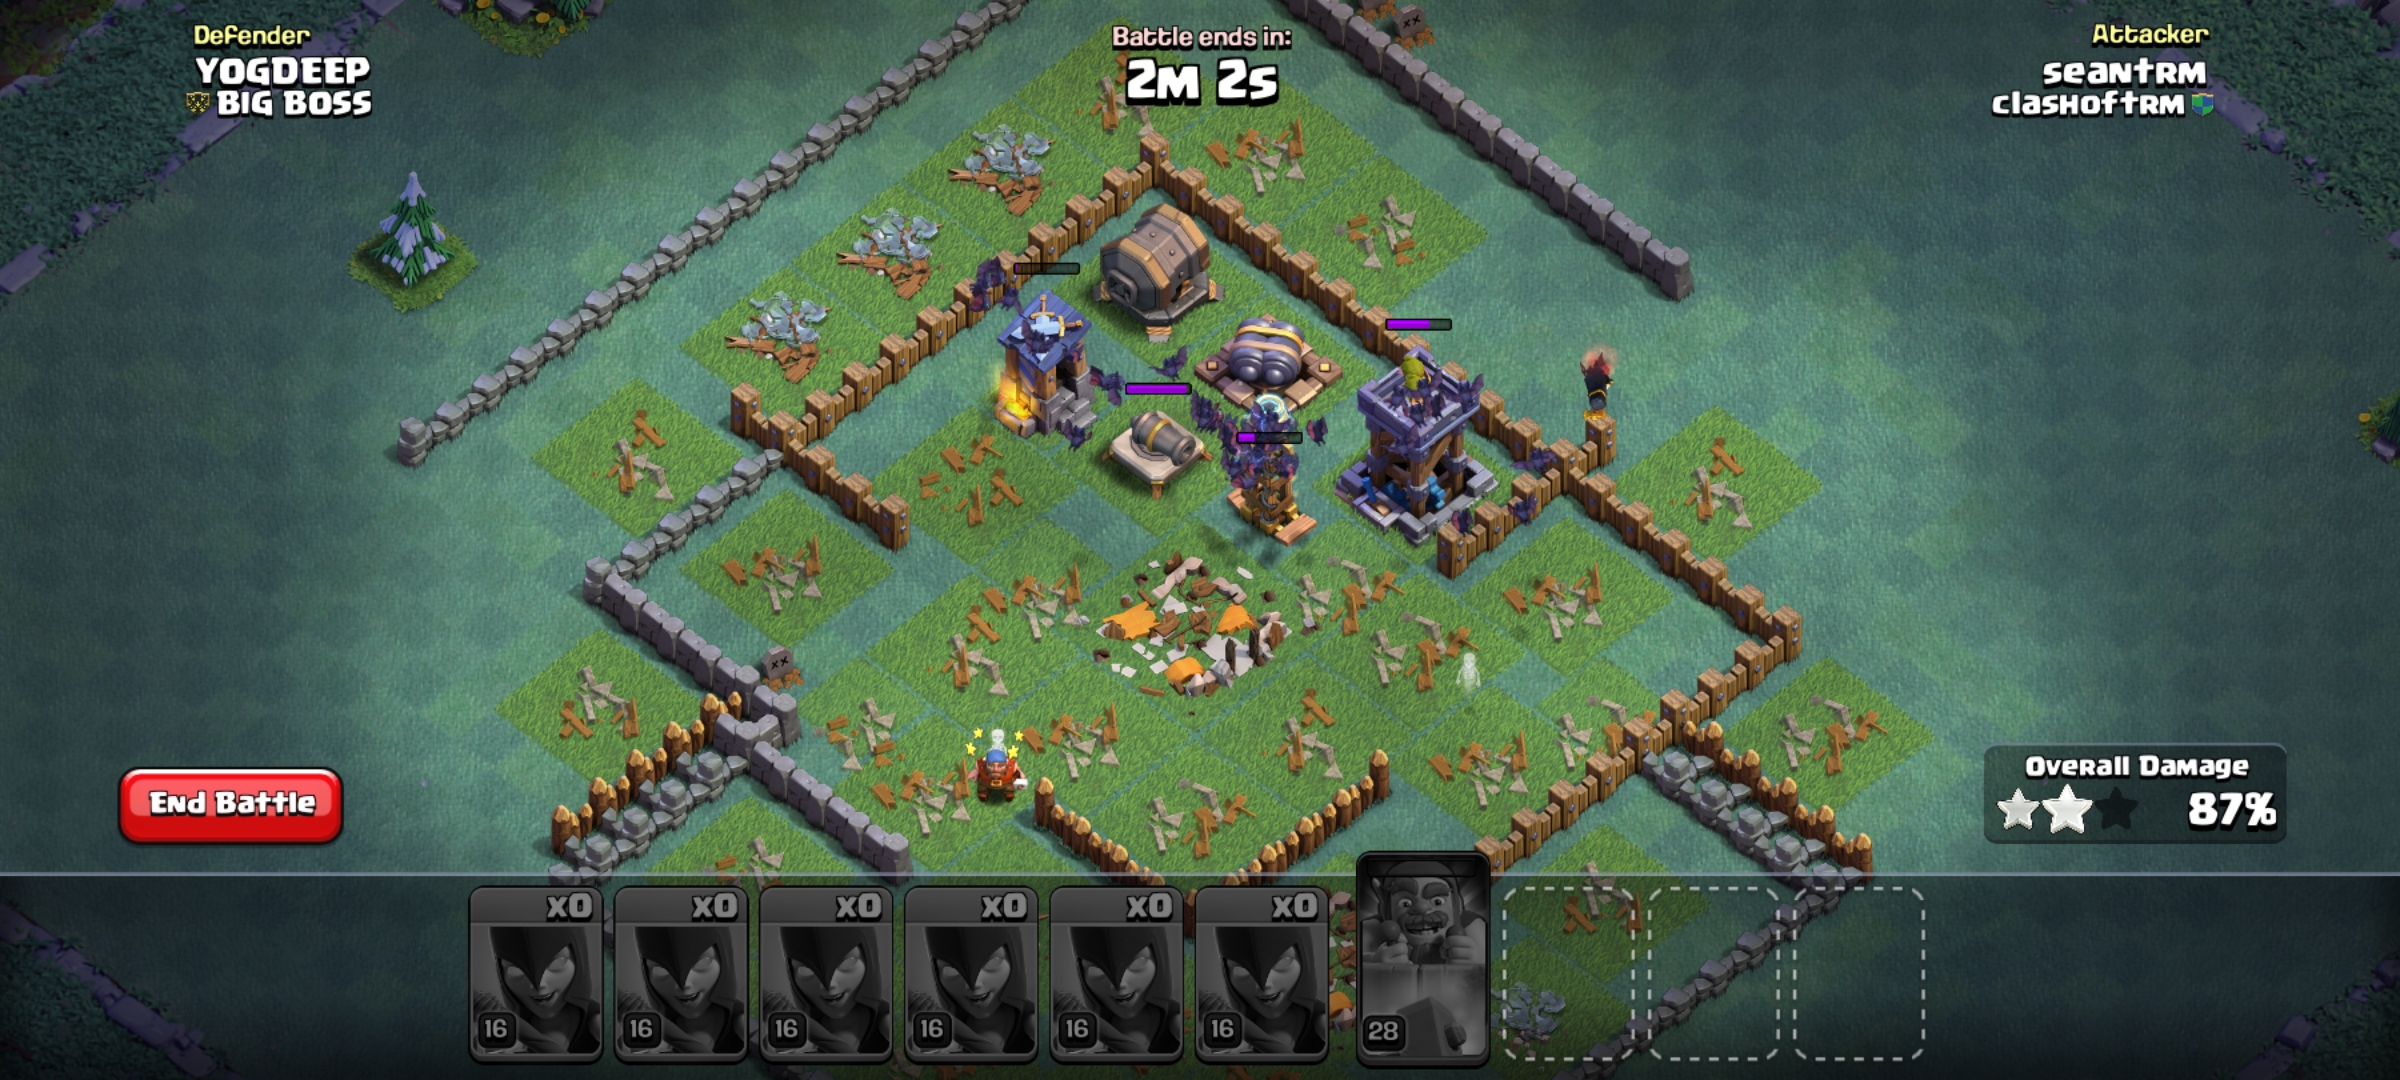 Defender
YOGDEEP
BIG BOSS
Battle ends in:
2M 2s
Attacker
seantRM
clashoftRM
End Battle
Overall Damage
87%
x0
x0
x0
x0
x0
x0
16
16
16
16
16
16
28